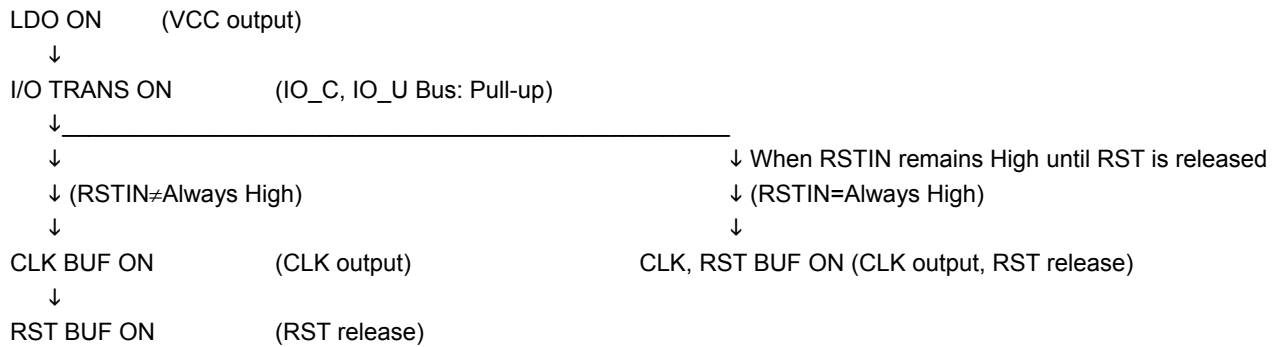 LDO ON (VCC output)
↓
I/O TRANS ON (IO_C, IO_U Bus: Pull-up)
↓
↓ ↓ When RSTIN remains High until RST is released
↓ (RSTIN≠Always High) ↓ (RSTIN=Always High)
↓ ↓
CLK BUF ON (CLK output) CLK, RST BUF ON (CLK output, RST release)
↓
RST BUF ON (RST release)